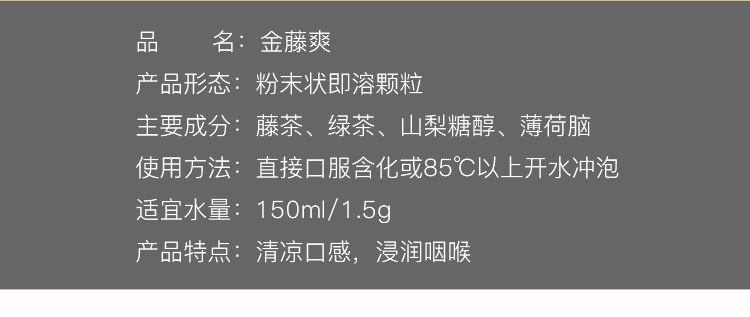 品 名：金藤爽
产品形态：粉末状即溶颗粒
主要成分：藤茶、绿茶、山梨糖醇、薄荷脑
使用方法：直接口服含化或85℃以上开水冲泡
适宜水量：150ml/1.5g
产品特点：清凉口感，浸润咽喉